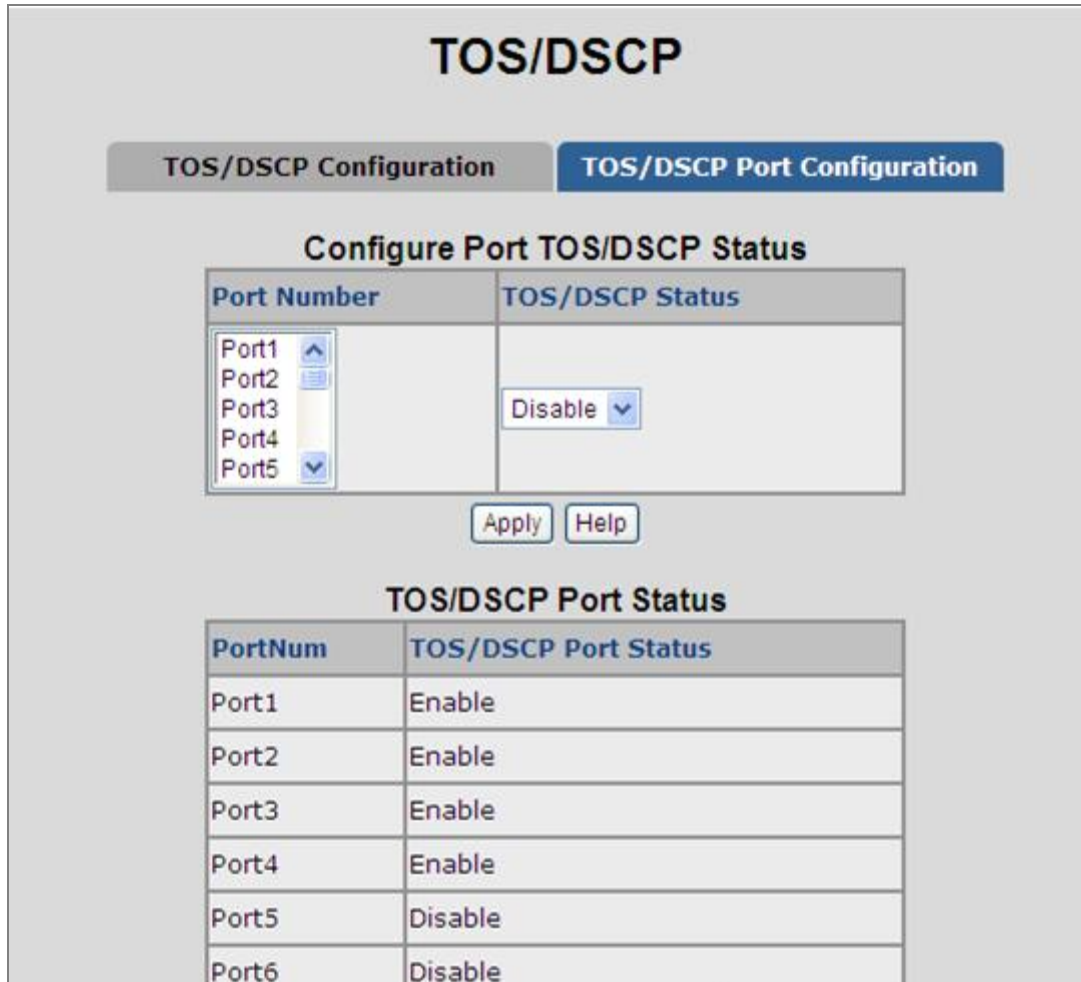 TOS/DSCP
TOS/DSCP Configuration TOS/DSCP Port Configuration
Configure Port TOS/DSCP Status
Port Number TOS/DSCP Status
Port1
Port2
Port3
Port4
Port5
Disable
Apply Help
TOS/DSCP Port Status
PortNum TOS/DSCP Port Status
Port1 Enable
Port2 Enable
Port3 Enable
Port4 Enable
Port5 Disable
Port6 Disable